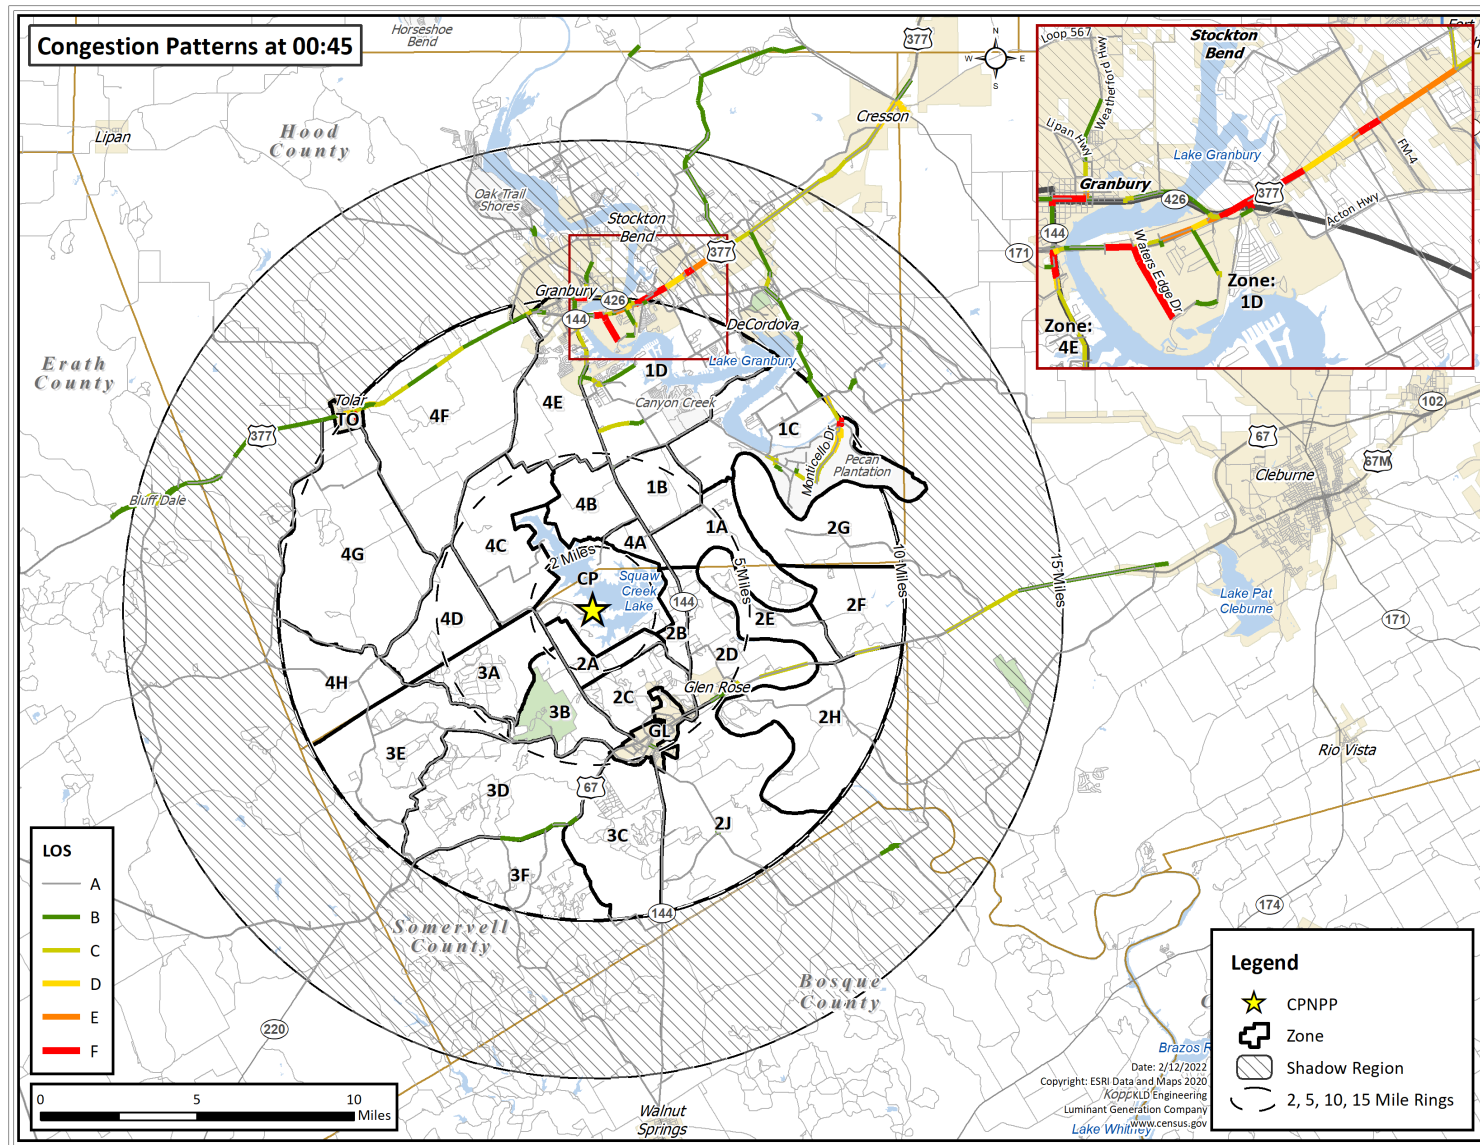 Congestion Patterns at 00:45
Horseshoe
Bend
377
N
W
E
S
Lipan
Hood
County
Cresson
Oak Trail
Shores
Stockton
Bend
377
Granbury
426
144
DeCordova
Lake Granbury
1D
Canyon Creek
Erath
County
Tolar
TO
4F
4E
1C
377
Monticello Dr
Pecan
Plantation
Bluff Dale
1B
4B
1A
2G
4C
4A
4G
2 Miles
5 Miles
10 Miles
15 Miles
CP
Squaw
Creek
Lake
144
2F
2E
4D
2B
2D
2A
3A
4H
2C
Glen Rose
3B
2H
GL
3E
67
3D
2J
3C
3F
144
Somervell
County
Bosque
County
220
Walnut
Springs
Loop 567
Weatherford Hwy
Stockton
Bend
Lipan Hwy
Lake Granbury
FM-4
Granbury
426
377
Acton Hwy
144
171
Waters Edge Dr
Zone:
1D
Zone:
4E
102
67
67M
Cleburne
Lake Pat
Cleburne
171
Rio Vista
174
LOS
A
B
C
D
E
F
0
5
10
Miles
Legend
CPNPP
Zone
Shadow Region
2, 5, 10, 15 Mile Rings
Brazos R
Date: 2/12/2022
Copyright: ESRI Data and Maps 2020
Kopp
KLD Engineering
Luminant Generation Company
www.census.gov
Lake Whitney